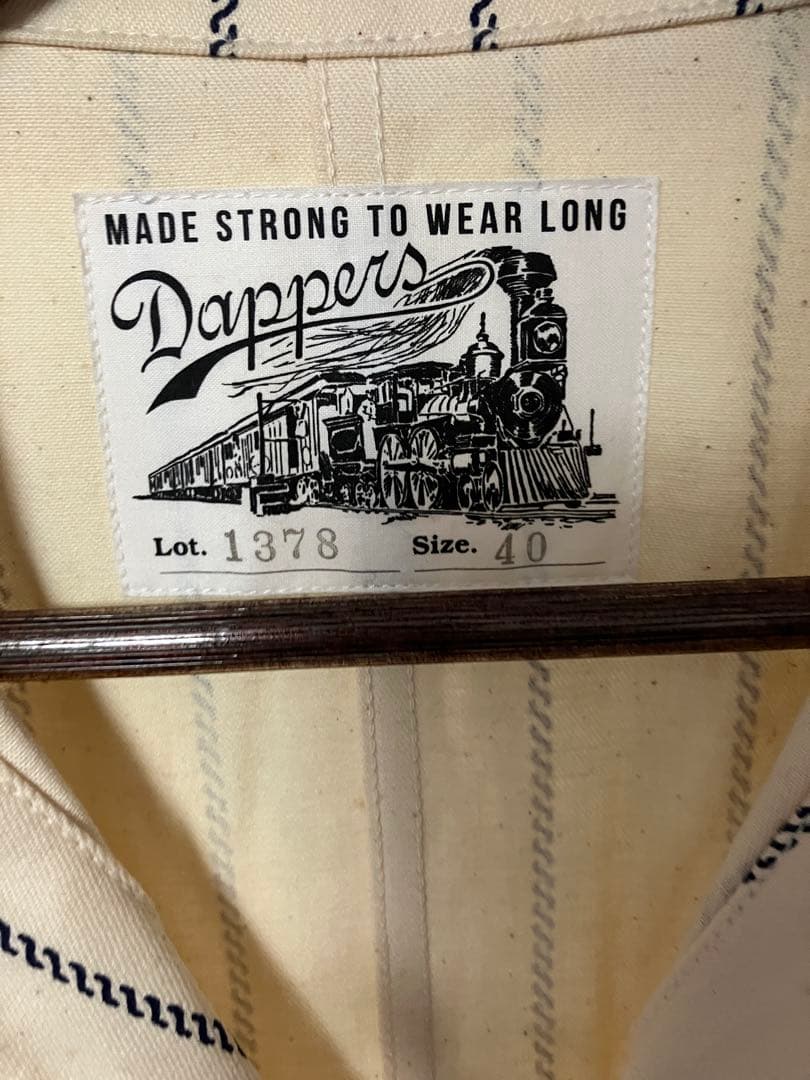 MADE STRONG TO WEAR LONG
Dappers
Lot. 1378 Size. 40